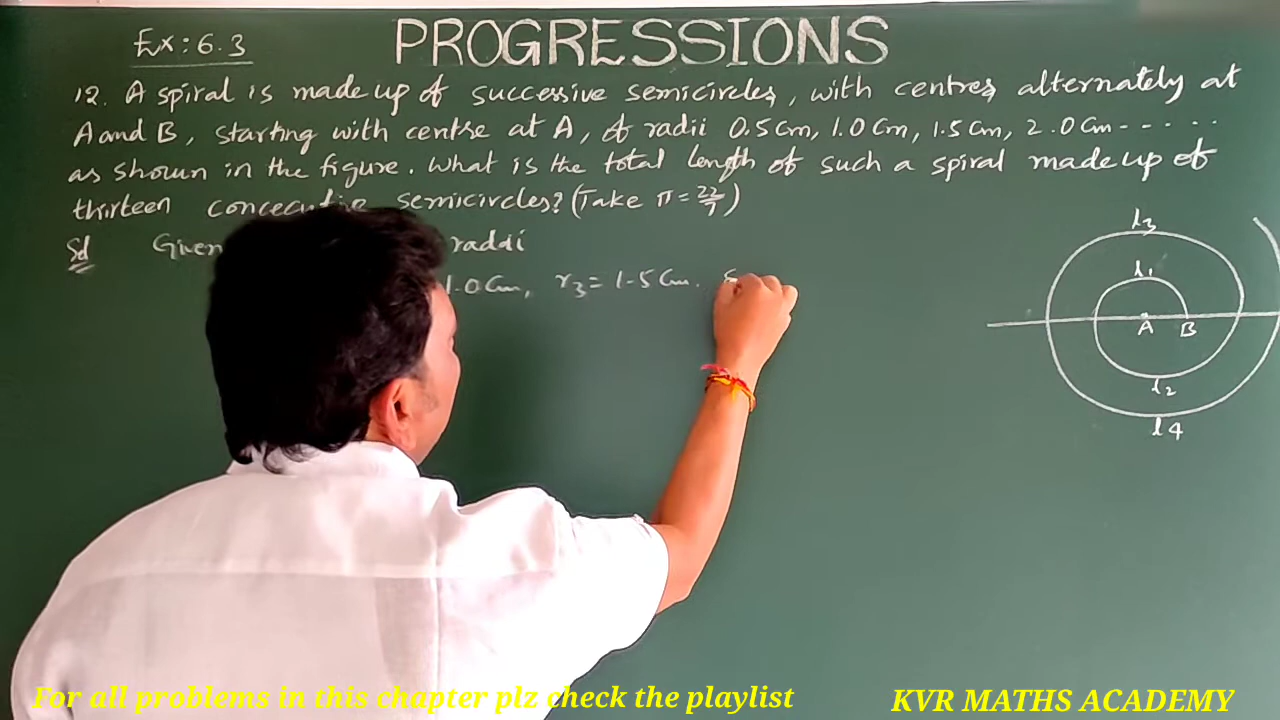 Ex: 6.3
PROGRESSIONS
12. A spiral is made up of successive semicircles, with centres alternately at
A and B, starting with centre at A, of radii 0.5 Cm, 1.0 Cm, 1.5 Cm, 2.0 Cm - - - - -
as shown in the figure. What is the total length of such a spiral made up of
thirteen semicircles? (Take π = 22/7)
Sol Given raddi
1.0 Cm, r3 = 1.5 Cm.
l3
l1
A B
l2
l4
For all problems in this chapter plz check the playlist
KVR MATHS ACADEMY